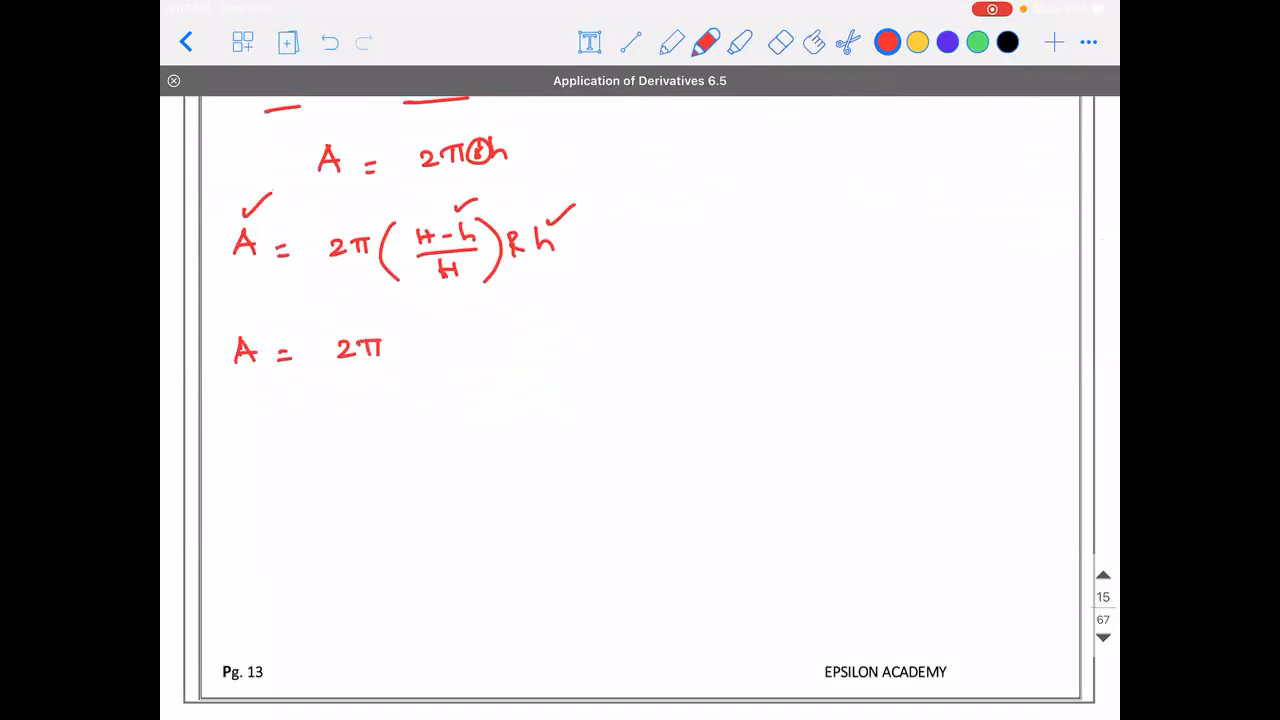 Application of Derivatives 6.5
A = 2πrh
A = 2π(H-h/H)Rh
A = 2π
15
67
Pg. 13
EPSILON ACADEMY